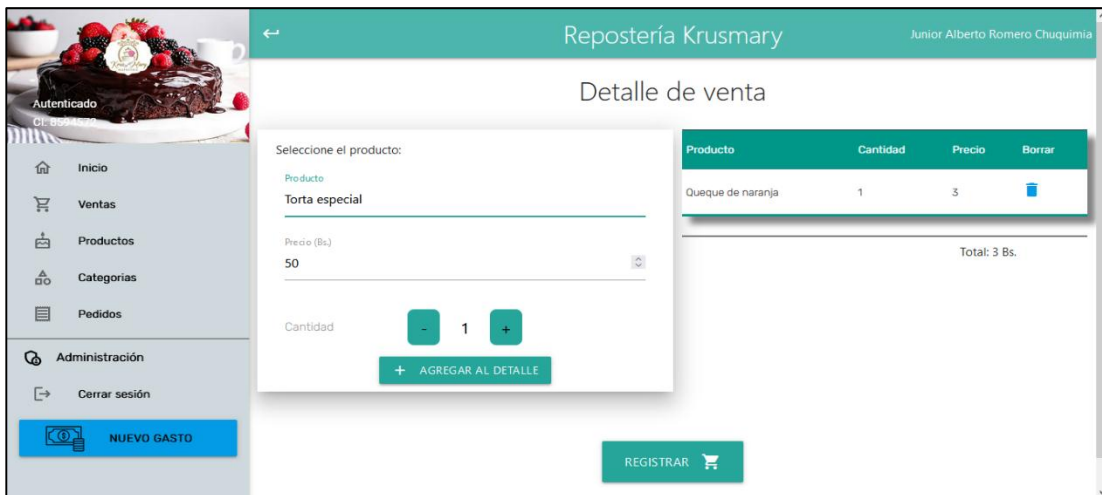 Repostería Krusmary
Junior Alberto Romero Chuquimia
Autenticado
Inicio
Ventas
Productos
Categorias
Pedidos
Administración
Cerrar sesión
NUEVO GASTO
Detalle de venta
Seleccione el producto:
Producto
Torta especial
Precio (Bs.)
50
Cantidad - 1 +
+ AGREGAR AL DETALLE
Producto Cantidad Precio Borrar
Queque de naranja 1 3
Total: 3 Bs.
REGISTRAR